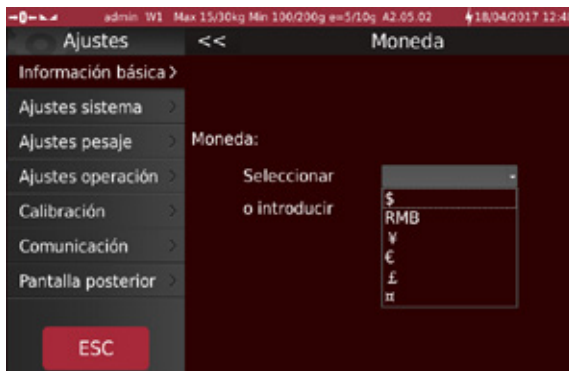 →0← admin W1 Max 15/30kg Min 100/200g e=5/10g A2.05.02 18/04/2017 12:4
Ajustes << Moneda
Información básica >
Ajustes sistema >
Ajustes pesaje >
Moneda:
Ajustes operación >
Seleccionar
Calibración >
o introducir
$
RMB
¥
€
£
¤
Comunicación >
Pantalla posterior >
ESC